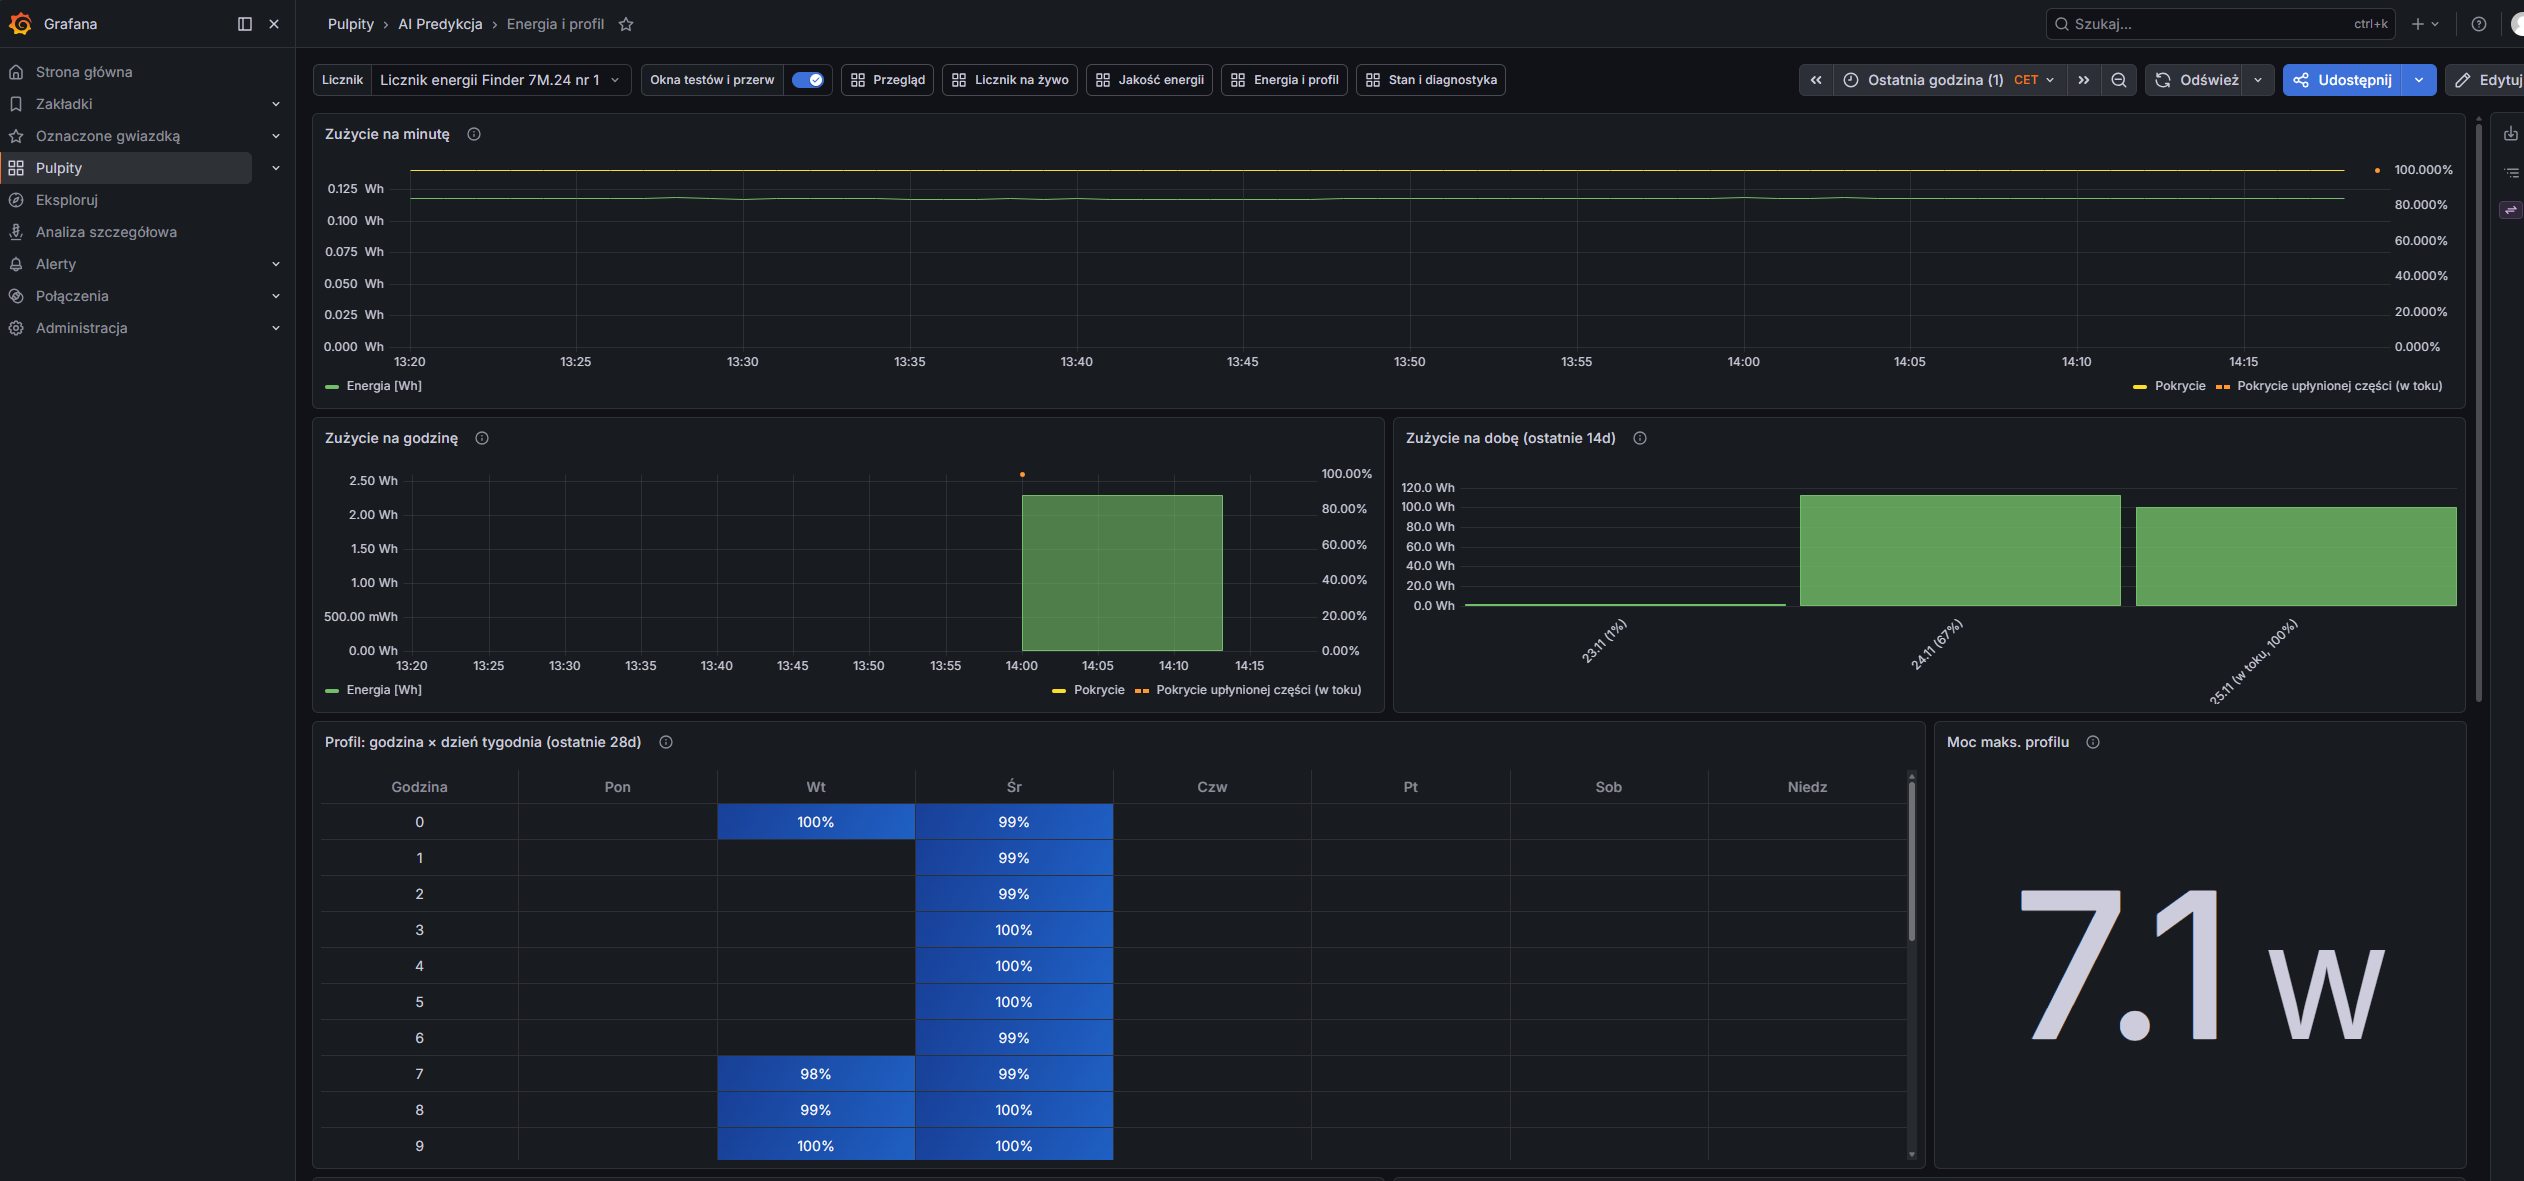 Grafana
Pulpity › AI Predykcja › Energia i profil
Szukaj... ctrl+k
Strona główna
Zakładki
Oznaczone gwiazdką
Pulpity
Eksploruj
Analiza szczegółowa
Alerty
Połączenia
Administracja
Licznik Licznik energii Finder 7M.24 nr 1 Okna testów i przerw Przegląd Licznik na żywo Jakość energii Energia i profil Stan i diagnostyka Ostatnia godzina (1) CET Odśwież Udostępnij Edytuj
Zużycie na minutę
0.125 Wh
0.100 Wh
0.075 Wh
0.050 Wh
0.025 Wh
0.000 Wh
100.000%
80.000%
60.000%
40.000%
20.000%
0.000%
13:20 13:25 13:30 13:35 13:40 13:45 13:50 13:55 14:00 14:05 14:10 14:15
Energia [Wh] Pokrycie Pokrycie upłynionej części (w toku)
Zużycie na godzinę
2.50 Wh
2.00 Wh
1.50 Wh
1.00 Wh
500.00 mWh
0.00 Wh
100.00%
80.00%
60.00%
40.00%
20.00%
0.00%
13:20 13:25 13:30 13:35 13:40 13:45 13:50 13:55 14:00 14:05 14:10 14:15
Energia [Wh] Pokrycie Pokrycie upłynionej części (w toku)
Zużycie na dobę (ostatnie 14d)
120.0 Wh
100.0 Wh
80.0 Wh
60.0 Wh
40.0 Wh
20.0 Wh
0.0 Wh
23.11 (1%) 24.11 (67%) 25.11 (w toku, 100%)
Profil: godzina × dzień tygodnia (ostatnie 28d)
Godzina Pon Wt Śr Czw Pt Sob Niedz
0 100% 99%
1 99%
2 99%
3 100%
4 100%
5 100%
6 99%
7 98% 99%
8 99% 100%
9 100% 100%
Moc maks. profilu
7.1 W